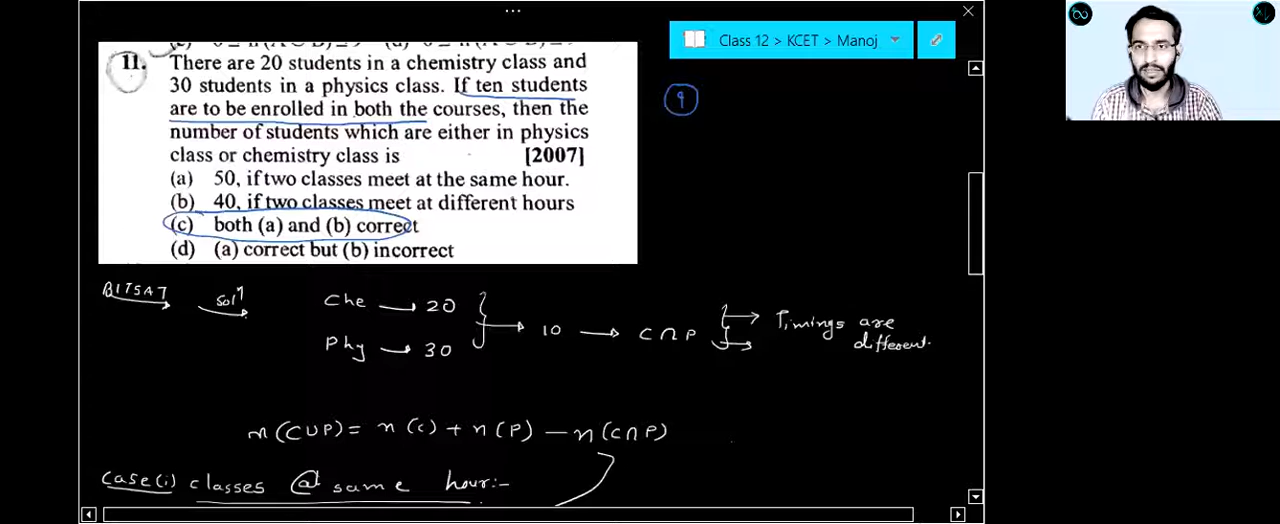 Class 12 > KCET > Manoj
11. There are 20 students in a chemistry class and
30 students in a physics class. If ten students
are to be enrolled in both the courses, then the
number of students which are either in physics
class or chemistry class is [2007]
(a) 50, if two classes meet at the same hour.
(b) 40, if two classes meet at different hours
(c) both (a) and (b) correct
(d) (a) correct but (b) incorrect
9
BITSAT solⁿ
Che → 20
Phy → 30
10 → C∩P
Timings are
different.
n(C∪P) = n(C) + n(P) − n(C∩P)
Case(i) classes @ same hour:-